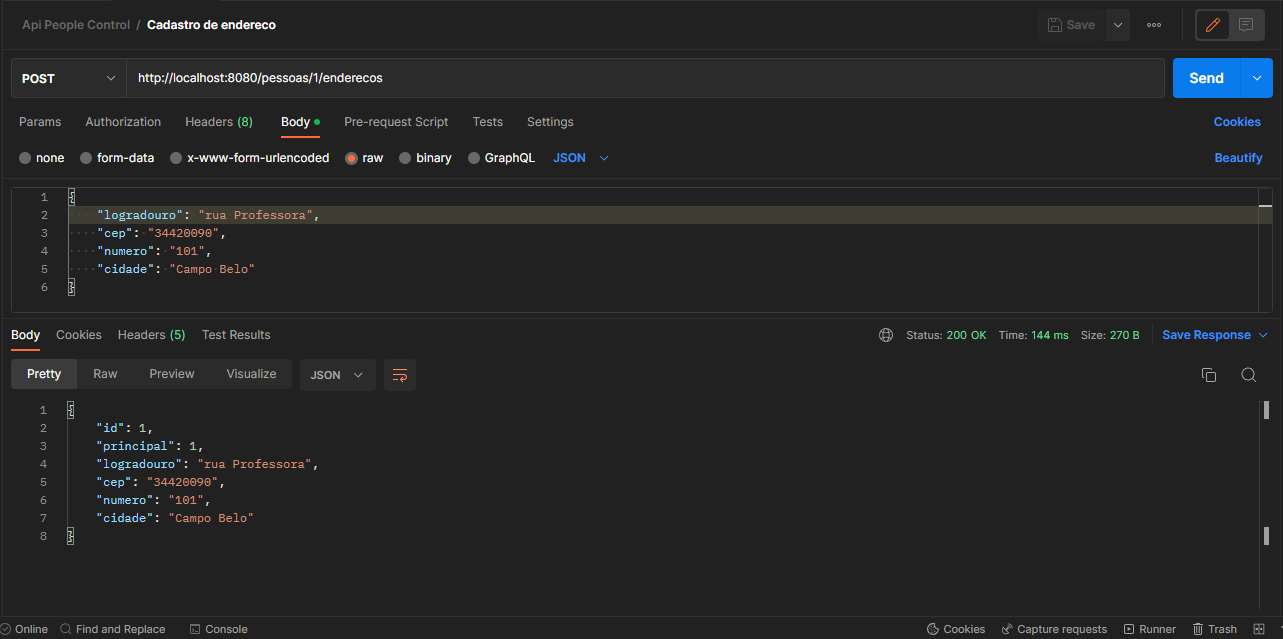 Api People Control / Cadastro de endereco
Save
POST
http://localhost:8080/pessoas/1/enderecos
Send
Params Authorization Headers (8) Body Pre-request Script Tests Settings Cookies
none form-data x-www-form-urlencoded raw binary GraphQL JSON Beautify
1 {
2 "logradouro": "rua Professora",
3 "cep": "34420090",
4 "numero": "101",
5 "cidade": "Campo Belo"
6 }
Body Cookies Headers (5) Test Results Status: 200 OK Time: 144 ms Size: 270 B Save Response
Pretty Raw Preview Visualize JSON
1 {
2 "id": 1,
3 "principal": 1,
4 "logradouro": "rua Professora",
5 "cep": "34420090",
6 "numero": "101",
7 "cidade": "Campo Belo"
8 }
Online Find and Replace Console Cookies Capture requests Runner Trash